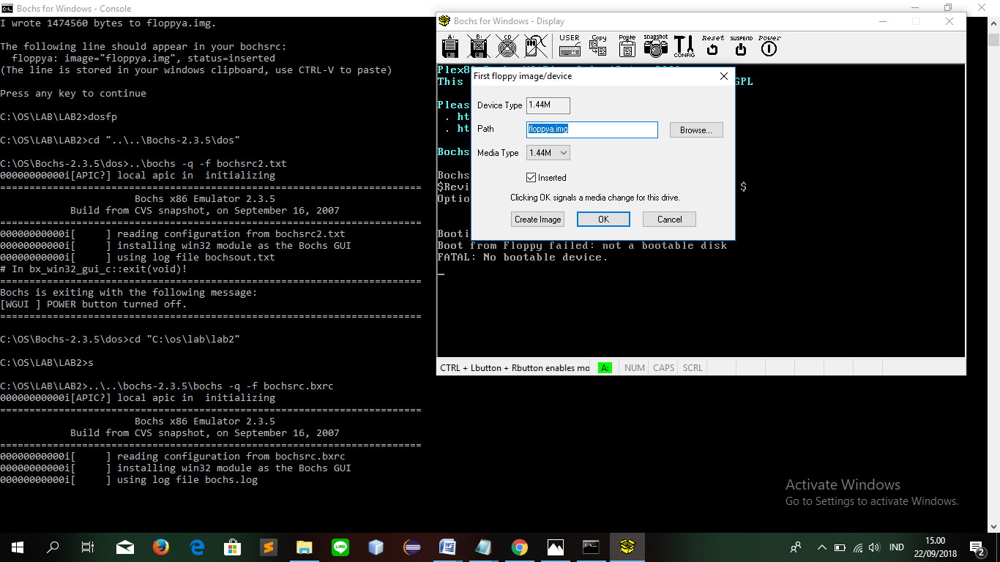 Bochs for Windows - Console
I wrote 1474560 bytes to floppya.img.
The following line should appear in your bochsrc:
floppya: image="floppya.img", status=inserted
(The line is stored in your windows clipboard, use CTRL-V to paste)
Press any key to continue
C:\OS\LAB\LAB2>dosfp
C:\OS\LAB\LAB2>cd "..\..\Bochs-2.3.5\dos"
C:\OS\Bochs-2.3.5\dos>..\bochs -q -f bochsrc2.txt
00000000000i[APIC?] local apic in  initializing
========================================================================
Bochs x86 Emulator 2.3.5
Build from CVS snapshot, on September 16, 2007
========================================================================
00000000000i[     ] reading configuration from bochsrc2.txt
00000000000i[     ] installing win32 module as the Bochs GUI
00000000000i[     ] using log file bochsout.txt
# In bx_win32_gui_c::exit(void)!
========================================================================
Bochs is exiting with the following message:
[WGUI ] POWER button turned off.
========================================================================
C:\OS\Bochs-2.3.5\dos>cd "C:\os\lab\lab2"
C:\OS\LAB\LAB2>s
C:\OS\LAB\LAB2>..\..\bochs-2.3.5\bochs -q -f bochsrc.bxrc
00000000000i[APIC?] local apic in  initializing
========================================================================
Bochs x86 Emulator 2.3.5
Build from CVS snapshot, on September 16, 2007
========================================================================
00000000000i[     ] reading configuration from bochsrc.bxrc
00000000000i[     ] installing win32 module as the Bochs GUI
00000000000i[     ] using log file bochs.log
Bochs for Windows - Display
A: B: CD USER Copy Paste snapshot CONFIG Reset SUSPEND Power
This GPL
Pleas
. ht
. ht
Bochs
Bochs
$Revi $
Optio
Booti
Boot from Floppy failed: not a bootable disk
FATAL: No bootable device.
First floppy image/device
Device Type 1.44M
Path floppya.img Browse...
Media Type 1.44M
Inserted
Clicking OK signals a media change for this drive.
Create Image OK Cancel
CTRL + Lbutton + Rbutton enables mo A: NUM CAPS SCRL
Activate Windows
Go to Settings to activate Windows.
LINE
IND
15.00
22/09/2018
2